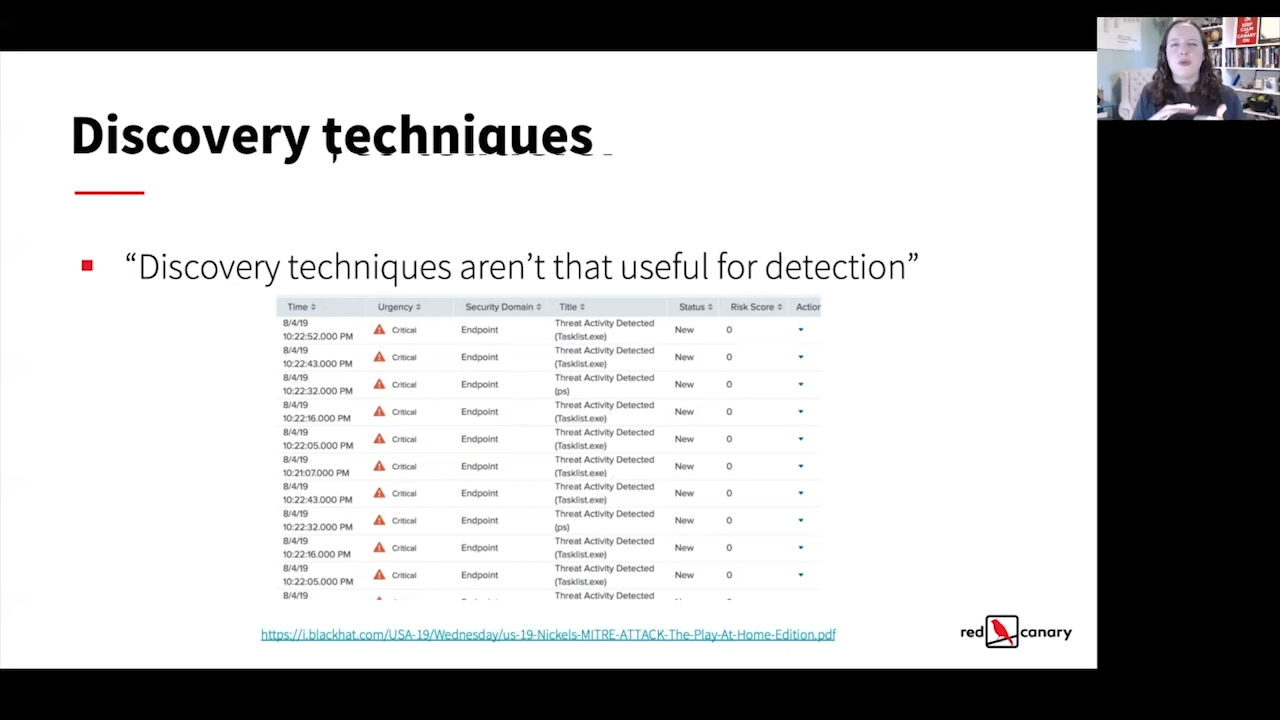 Discovery techniques
“Discovery techniques aren’t that useful for detection”
Time Urgency Security Domain Title Status Risk Score Action
8/4/19 Threat Activity Detected
10:22:52.000 PM Critical Endpoint (Tasklist.exe) New 0
8/4/19 Threat Activity Detected
10:22:43.000 PM Critical Endpoint (Tasklist.exe) New 0
8/4/19 Threat Activity Detected
10:22:32.000 PM Critical Endpoint (ps) New 0
8/4/19 Threat Activity Detected
10:22:16.000 PM Critical Endpoint (Tasklist.exe) New 0
8/4/19 Threat Activity Detected
10:22:05.000 PM Critical Endpoint (Tasklist.exe) New 0
8/4/19 Threat Activity Detected
10:21:07.000 PM Critical Endpoint (Tasklist.exe) New 0
8/4/19 Threat Activity Detected
10:22:43.000 PM Critical Endpoint (Tasklist.exe) New 0
8/4/19 Threat Activity Detected
10:22:32.000 PM Critical Endpoint (ps) New 0
8/4/19 Threat Activity Detected
10:22:16.000 PM Critical Endpoint (Tasklist.exe) New 0
8/4/19 Threat Activity Detected
10:22:05.000 PM Critical Endpoint (Tasklist.exe) New 0
8/4/19 Threat Activity Detected
https://i.blackhat.com/USA-19/Wednesday/us-19-Nickels-MITRE-ATTACK-The-Play-At-Home-Edition.pdf
red canary
KEEP
CALM
CANARY
ON